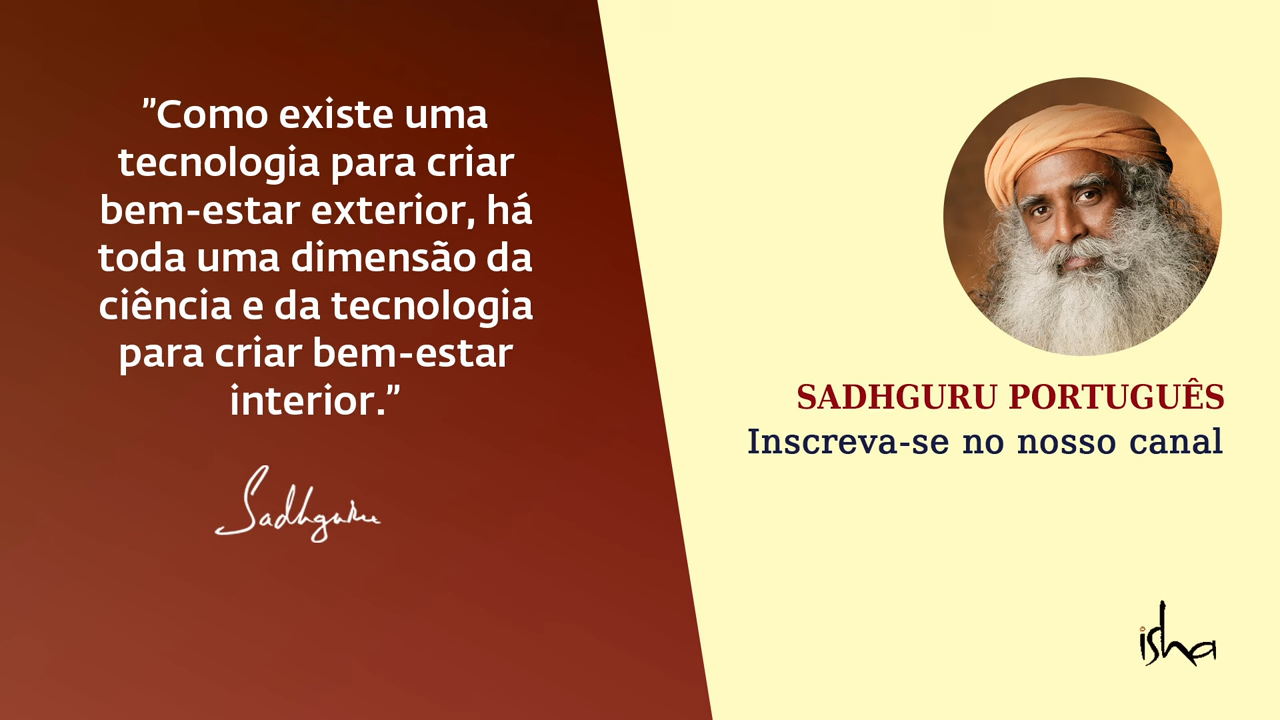 "Como existe uma
tecnologia para criar
bem-estar exterior, há
toda uma dimensão da
ciência e da tecnologia
para criar bem-estar
interior."
Sadhguru
SADHGURU PORTUGUÊS
Inscreva-se no nosso canal
isha